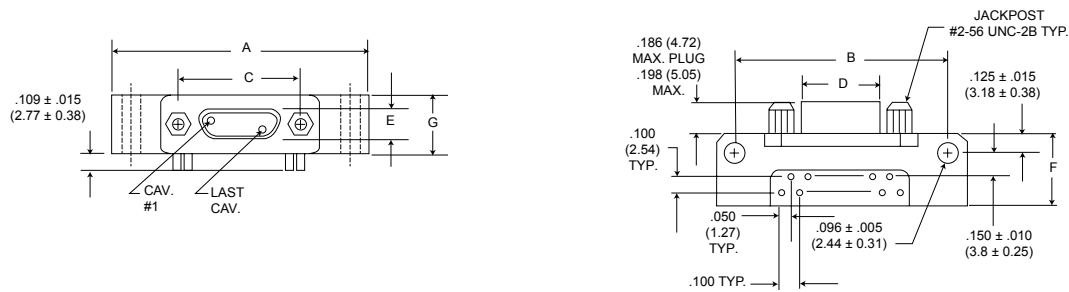 A
C
.109 ± .015
(2.77 ± 0.38)
E
G
CAV.
#1
LAST
CAV.
JACKPOST
#2-56 UNC-2B TYP.
.186 (4.72)
MAX. PLUG
.198 (5.05)
MAX.
B
D
.125 ± .015
(3.18 ± 0.38)
.100
(2.54)
TYP.
F
.050
(1.27)
TYP.
.096 ± .005
(2.44 ± 0.31)
.150 ± .010
(3.8 ± 0.25)
.100 TYP.